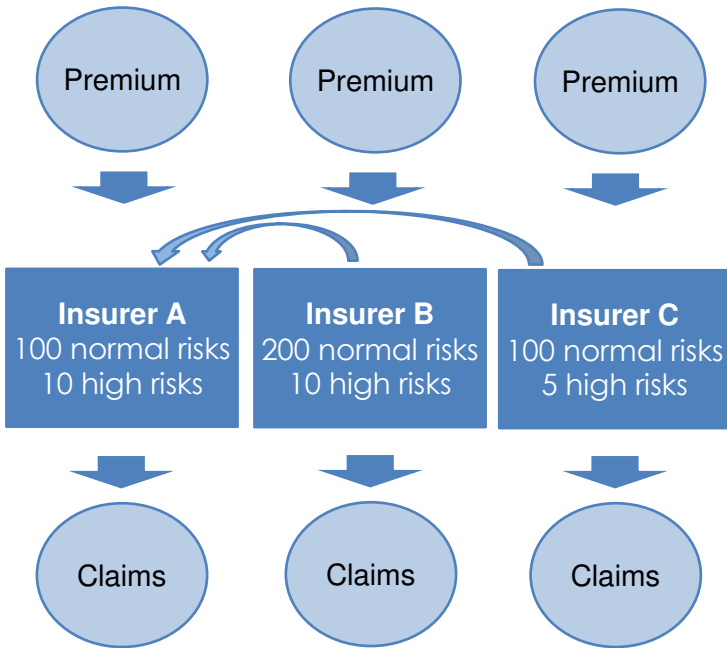 Premium
Premium
Premium
Insurer A
100 normal risks
10 high risks
Insurer B
200 normal risks
10 high risks
Insurer C
100 normal risks
5 high risks
Claims
Claims
Claims